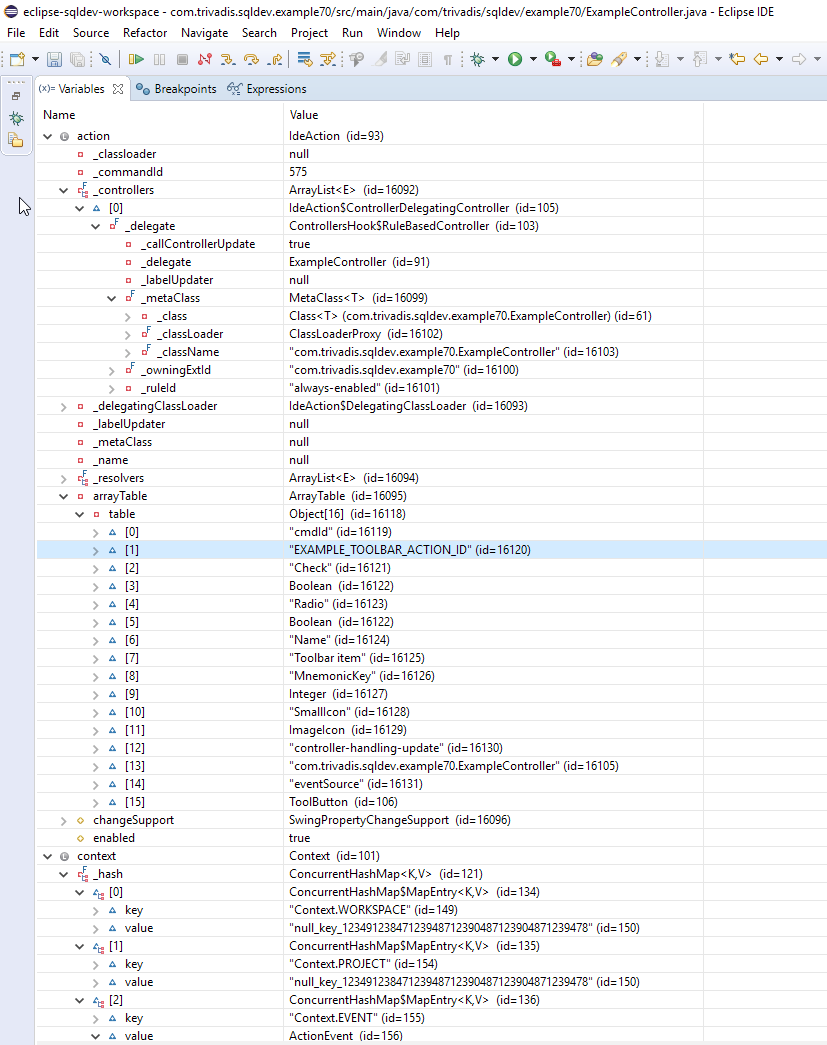 eclipse-sqldev-workspace - com.trivadis.sqldev.example70/src/main/java/com/trivadis/sqldev/example70/ExampleController.java - Eclipse IDE
File Edit Source Refactor Navigate Search Project Run Window Help
(x)= Variables Breakpoints Expressions
Name Value
action IdeAction (id=93)
_classloader null
_commandId 575
_controllers ArrayList<E> (id=16092)
[0] IdeAction$ControllerDelegatingController (id=105)
_delegate ControllersHook$RuleBasedController (id=103)
_callControllerUpdate true
_delegate ExampleController (id=91)
_labelUpdater null
_metaClass MetaClass<T> (id=16099)
_class Class<T> (com.trivadis.sqldev.example70.ExampleController) (id=61)
_classLoader ClassLoaderProxy (id=16102)
_className "com.trivadis.sqldev.example70.ExampleController" (id=16103)
_owningExtId "com.trivadis.sqldev.example70" (id=16100)
_ruleId "always-enabled" (id=16101)
_delegatingClassLoader IdeAction$DelegatingClassLoader (id=16093)
_labelUpdater null
_metaClass null
_name null
_resolvers ArrayList<E> (id=16094)
arrayTable ArrayTable (id=16095)
table Object[16] (id=16118)
[0] "cmdId" (id=16119)
[1] "EXAMPLE_TOOLBAR_ACTION_ID" (id=16120)
[2] "Check" (id=16121)
[3] Boolean (id=16122)
[4] "Radio" (id=16123)
[5] Boolean (id=16122)
[6] "Name" (id=16124)
[7] "Toolbar item" (id=16125)
[8] "MnemonicKey" (id=16126)
[9] Integer (id=16127)
[10] "SmallIcon" (id=16128)
[11] ImageIcon (id=16129)
[12] "controller-handling-update" (id=16130)
[13] "com.trivadis.sqldev.example70.ExampleController" (id=16105)
[14] "eventSource" (id=16131)
[15] ToolButton (id=106)
changeSupport SwingPropertyChangeSupport (id=16096)
enabled true
context Context (id=101)
_hash ConcurrentHashMap<K,V> (id=121)
[0] ConcurrentHashMap$MapEntry<K,V> (id=134)
key "Context.WORKSPACE" (id=149)
value "null_key_1234912384712394871239048712390487123​9478" (id=150)
[1] ConcurrentHashMap$MapEntry<K,V> (id=135)
key "Context.PROJECT" (id=154)
value "null_key_12349123847123948712390487123904871239478" (id=150)
[2] ConcurrentHashMap$MapEntry<K,V> (id=136)
key "Context.EVENT" (id=155)
value ActionEvent (id=156)